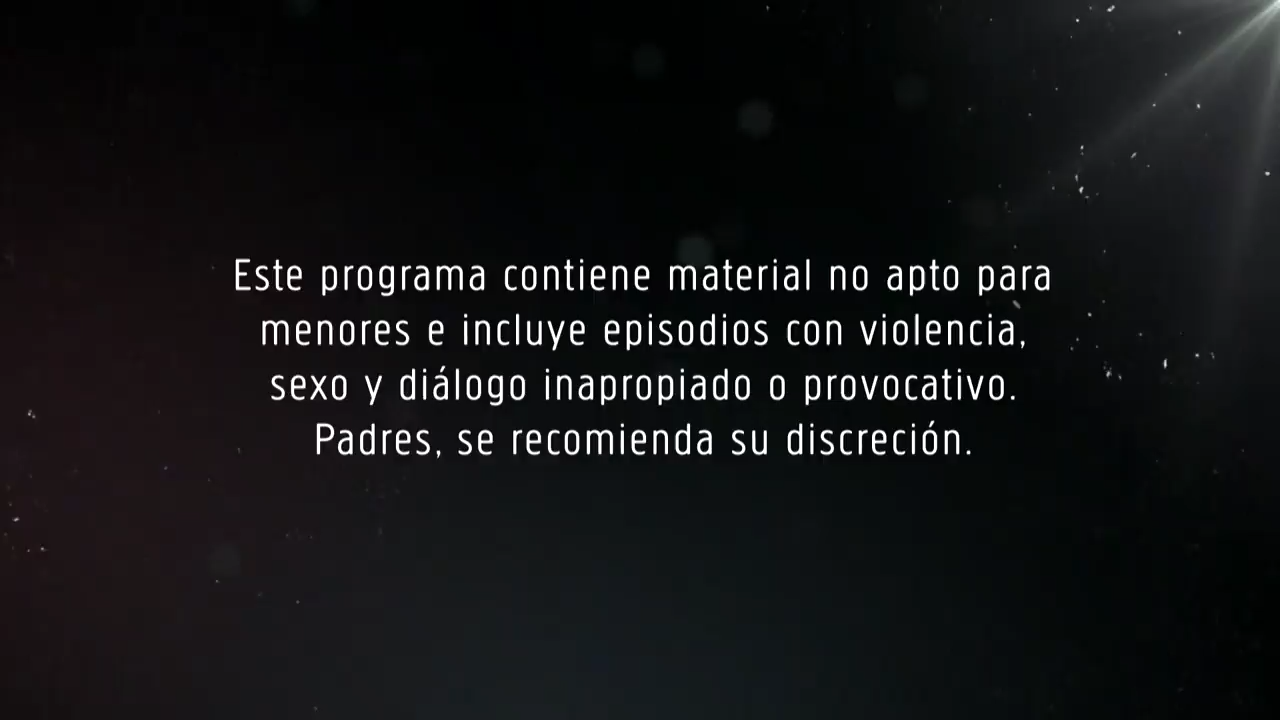 Este programa contiene material no apto para
menores e incluye episodios con violencia,
sexo y diálogo inapropiado o provocativo.
Padres, se recomienda su discreción.